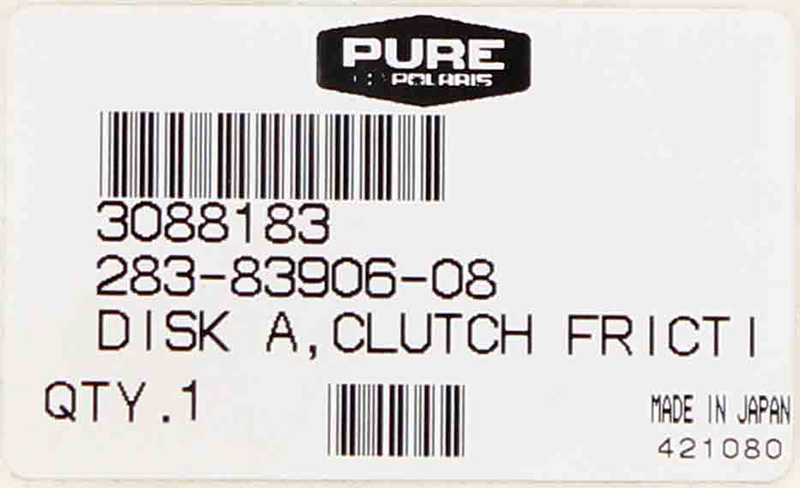 PURE
POLARIS
3088183
283-83906-08
DISK A,CLUTCH FRICTI
QTY.1
MADE IN JAPAN
421080